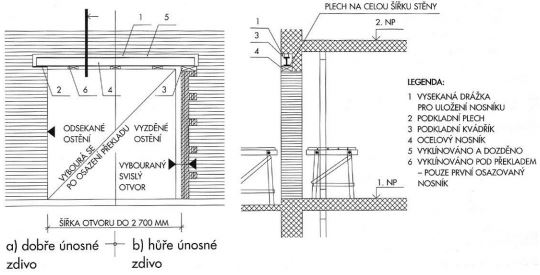 PLECH NA CELOU ŠÍŘKU STĚNY
1 5
2 6 4 3
ODSEKANÉ
OSTĚNÍ
VYZDĚNÉ
OSTĚNÍ
VYBOURÁ SE
PO OSAZENÍ PŘEKLADU
VYBOURANÝ
SVISLÝ
OTVOR
ŠÍŘKA OTVORU DO 2 700 MM
a) dobře únosné
zdivo
b) hůře únosné
zdivo
1
3
4
2. NP
1. NP
LEGENDA:
1 VYSEKANÁ DRÁŽKA
PRO ULOŽENÍ NOSNÍKU
2 PODKLADNÍ PLECH
3 PODKLADNÍ KVÁDŘÍK
4 OCELOVÝ NOSNÍK
5 VYKLÍNOVÁNO A DOZDĚNO
6 VYKLÍNOVÁNO POD PŘEKLADEM
– POUZE PRVNÍ OSAZOVANÝ
NOSNÍK